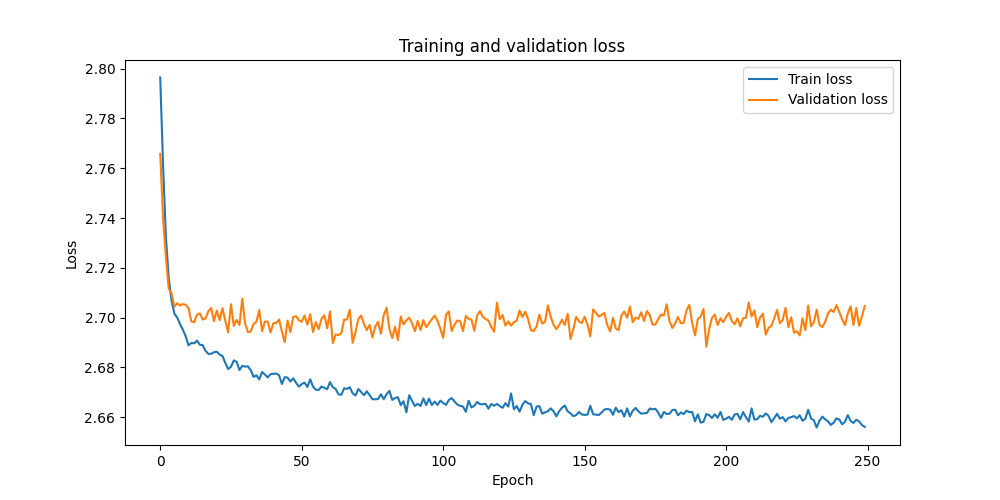 Training and validation loss
Train loss
Validation loss
2.80
2.78
2.76
2.74
2.72
2.70
2.68
2.66
Loss
0 50 100 150 200 250
Epoch